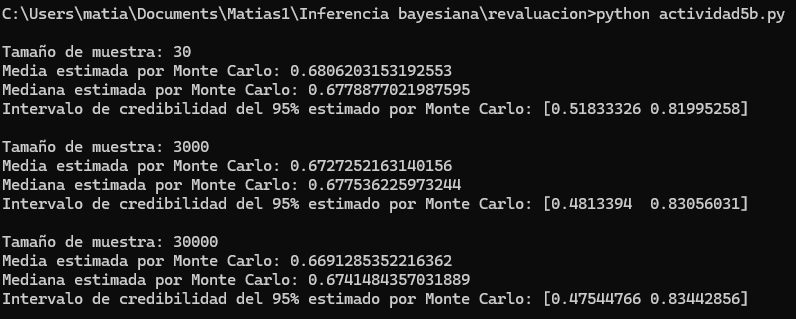 C:\Users\matia\Documents\Matias1\Inferencia bayesiana\revaluacion>python actividad5b.py
Tamaño de muestra: 30
Media estimada por Monte Carlo: 0.6806203153192553
Mediana estimada por Monte Carlo: 0.6778877021987595
Intervalo de credibilidad del 95% estimado por Monte Carlo: [0.51833326 0.81995258]
Tamaño de muestra: 3000
Media estimada por Monte Carlo: 0.6727252163140156
Mediana estimada por Monte Carlo: 0.677536225973244
Intervalo de credibilidad del 95% estimado por Monte Carlo: [0.4813394  0.83056031]
Tamaño de muestra: 30000
Media estimada por Monte Carlo: 0.6691285352216362
Mediana estimada por Monte Carlo: 0.6741484357031889
Intervalo de credibilidad del 95% estimado por Monte Carlo: [0.47544766 0.83442856]